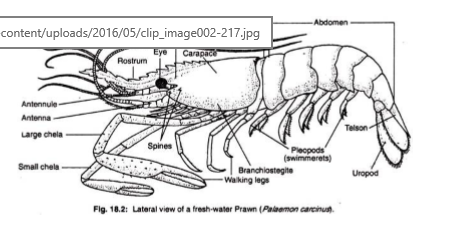 content/uploads/2016/05/clip_image002-217.jpg
Abdomen
Eye
Carapace
Rostrum
Antennule
Antenna
Large chela
Small chela
Spines
Telson
Pleopods
(swimmerets)
Branchiostegite
Walking legs
Uropod
Fig. 18.2: Lateral view of a fresh-water Prawn (Palaemon carcinus).